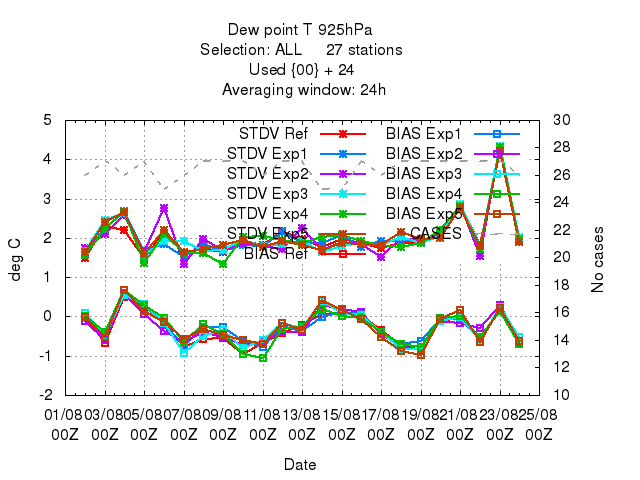 Dew point T 925hPa
Selection: ALL 27 stations
Used {00} + 24
Averaging window: 24h
5 30
4 28
3 26
2 24
22
1 20
0 18
16
-1 14
12
-2 10
deg C
No cases
STDV Ref BIAS Exp1
STDV Exp1 BIAS Exp2
STDV Exp2 BIAS Exp3
STDV Exp3 BIAS Exp4
STDV Exp4 BIAS Exp5
STDV Exp5 CASES
BIAS Ref
01/08 03/08 05/08 07/08 09/08 11/08 13/08 15/08 17/08 19/08 21/08 23/08 25/08
00Z 00Z 00Z 00Z 00Z 00Z 00Z 00Z 00Z 00Z 00Z 00Z 00Z
Date